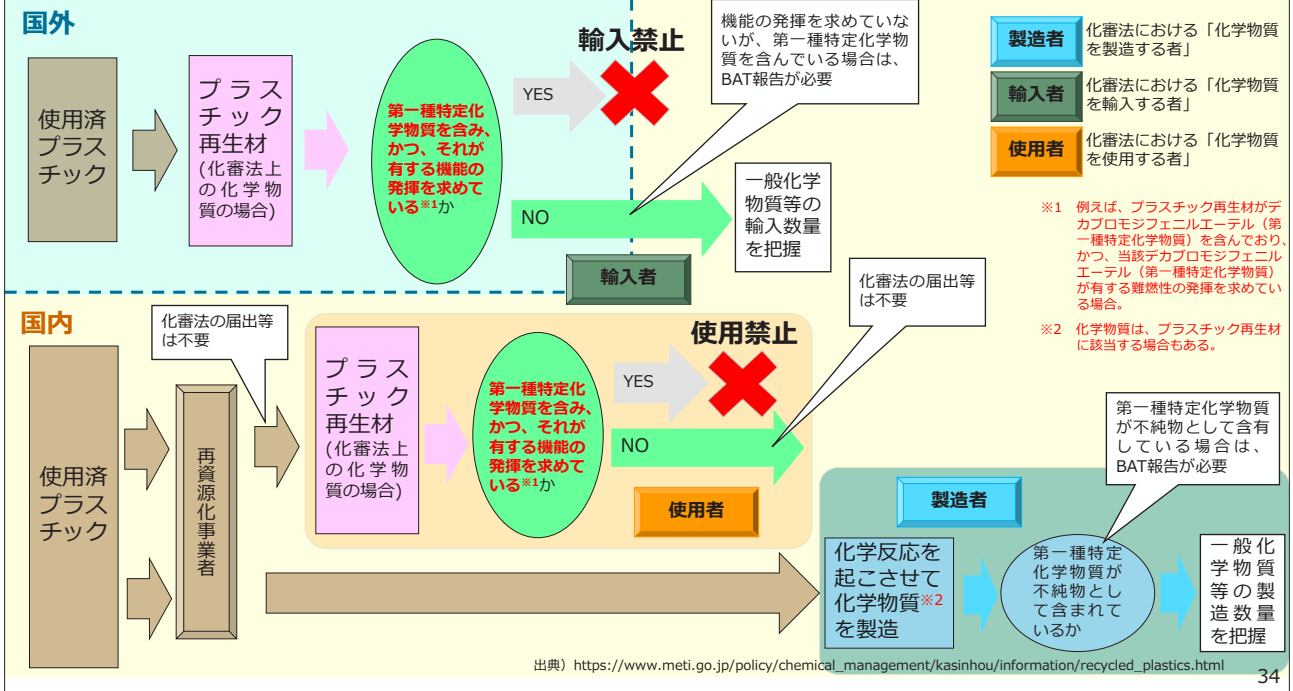 国外
使用済
プラス
チック
プラス
チック
再生材
(化審法上
の化学物
質の場合)
第一種特定化
学物質を含み、
かつ、それが
有する機能の
発揮を求めて
いる※1か
YES
輸入禁止
NO
機能の発揮を求めていな
いが、第一種特定化学物
質を含んでいる場合は、
BAT報告が必要
一般化学
物質等の
輸入数量
を把握
輸入者
製造者
化審法における「化学物質
を製造する者」
輸入者
化審法における「化学物質
を輸入する者」
使用者
化審法における「化学物質
を使用する者」
※1 例えば、プラスチック再生材がデ
カブロモジフェニルエーテル（第
一種特定化学物質）を含んでおり、
かつ、当該デカブロモジフェニル
エーテル（第一種特定化学物質）
が有する難燃性の発揮を求めてい
る場合。
※2 化学物質は、プラスチック再生材
に該当する場合もある。
国内
使用済
プラス
チック
化審法の届出等
は不要
再資源化事業者
プラス
チック
再生材
(化審法上
の化学物
質の場合)
第一種特定化
学物質を含み、
かつ、それが
有する機能の
発揮を求めて
いる※1か
YES
使用禁止
NO
化審法の届出等
は不要
使用者
製造者
化学反応を
起こさせて
化学物質※2
を製造
第一種特定
化学物質が
不純物とし
て含まれて
いるか
第一種特定化学物質
が不純物として含有
している場合は、
BAT報告が必要
一般化
学物質
等の製
造数量
を把握
出典）https://www.meti.go.jp/policy/chemical_management/kasinhou/information/recycled_plastics.html
34